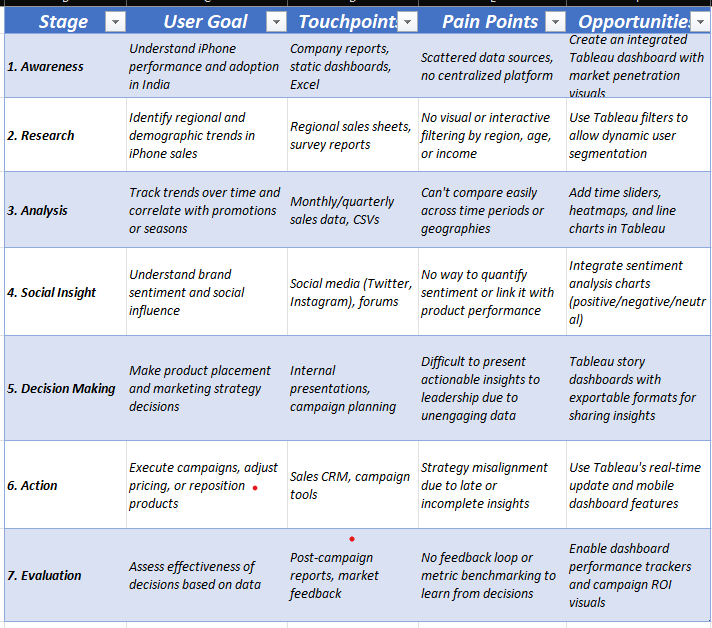 Stage User Goal Touchpoints Pain Points Opportunities
1. Awareness
Understand iPhone
performance and adoption
in India
Company reports,
static dashboards,
Excel
Scattered data sources,
no centralized platform
Create an integrated
Tableau dashboard with
market penetration
visuals
2. Research
Identify regional and
demographic trends in
iPhone sales
Regional sales sheets,
survey reports
No visual or interactive
filtering by region, age,
or income
Use Tableau filters to
allow dynamic user
segmentation
3. Analysis
Track trends over time and
correlate with promotions
or seasons
Monthly/quarterly
sales data, CSVs
Can't compare easily
across time periods or
geographies
Add time sliders,
heatmaps, and line
charts in Tableau
4. Social Insight
Understand brand
sentiment and social
influence
Social media (Twitter,
Instagram), forums
No way to quantify
sentiment or link it with
product performance
Integrate sentiment
analysis charts
(positive/negative/neutr
al)
5. Decision Making
Make product placement
and marketing strategy
decisions
Internal
presentations,
campaign planning
Difficult to present
actionable insights to
leadership due to
unengaging data
Tableau story
dashboards with
exportable formats for
sharing insights
6. Action
Execute campaigns, adjust
pricing, or reposition
products
Sales CRM, campaign
tools
Strategy misalignment
due to late or
incomplete insights
Use Tableau's real-time
update and mobile
dashboard features
7. Evaluation
Assess effectiveness of
decisions based on data
Post-campaign
reports, market
feedback
No feedback loop or
metric benchmarking to
learn from decisions
Enable dashboard
performance trackers
and campaign ROI
visuals